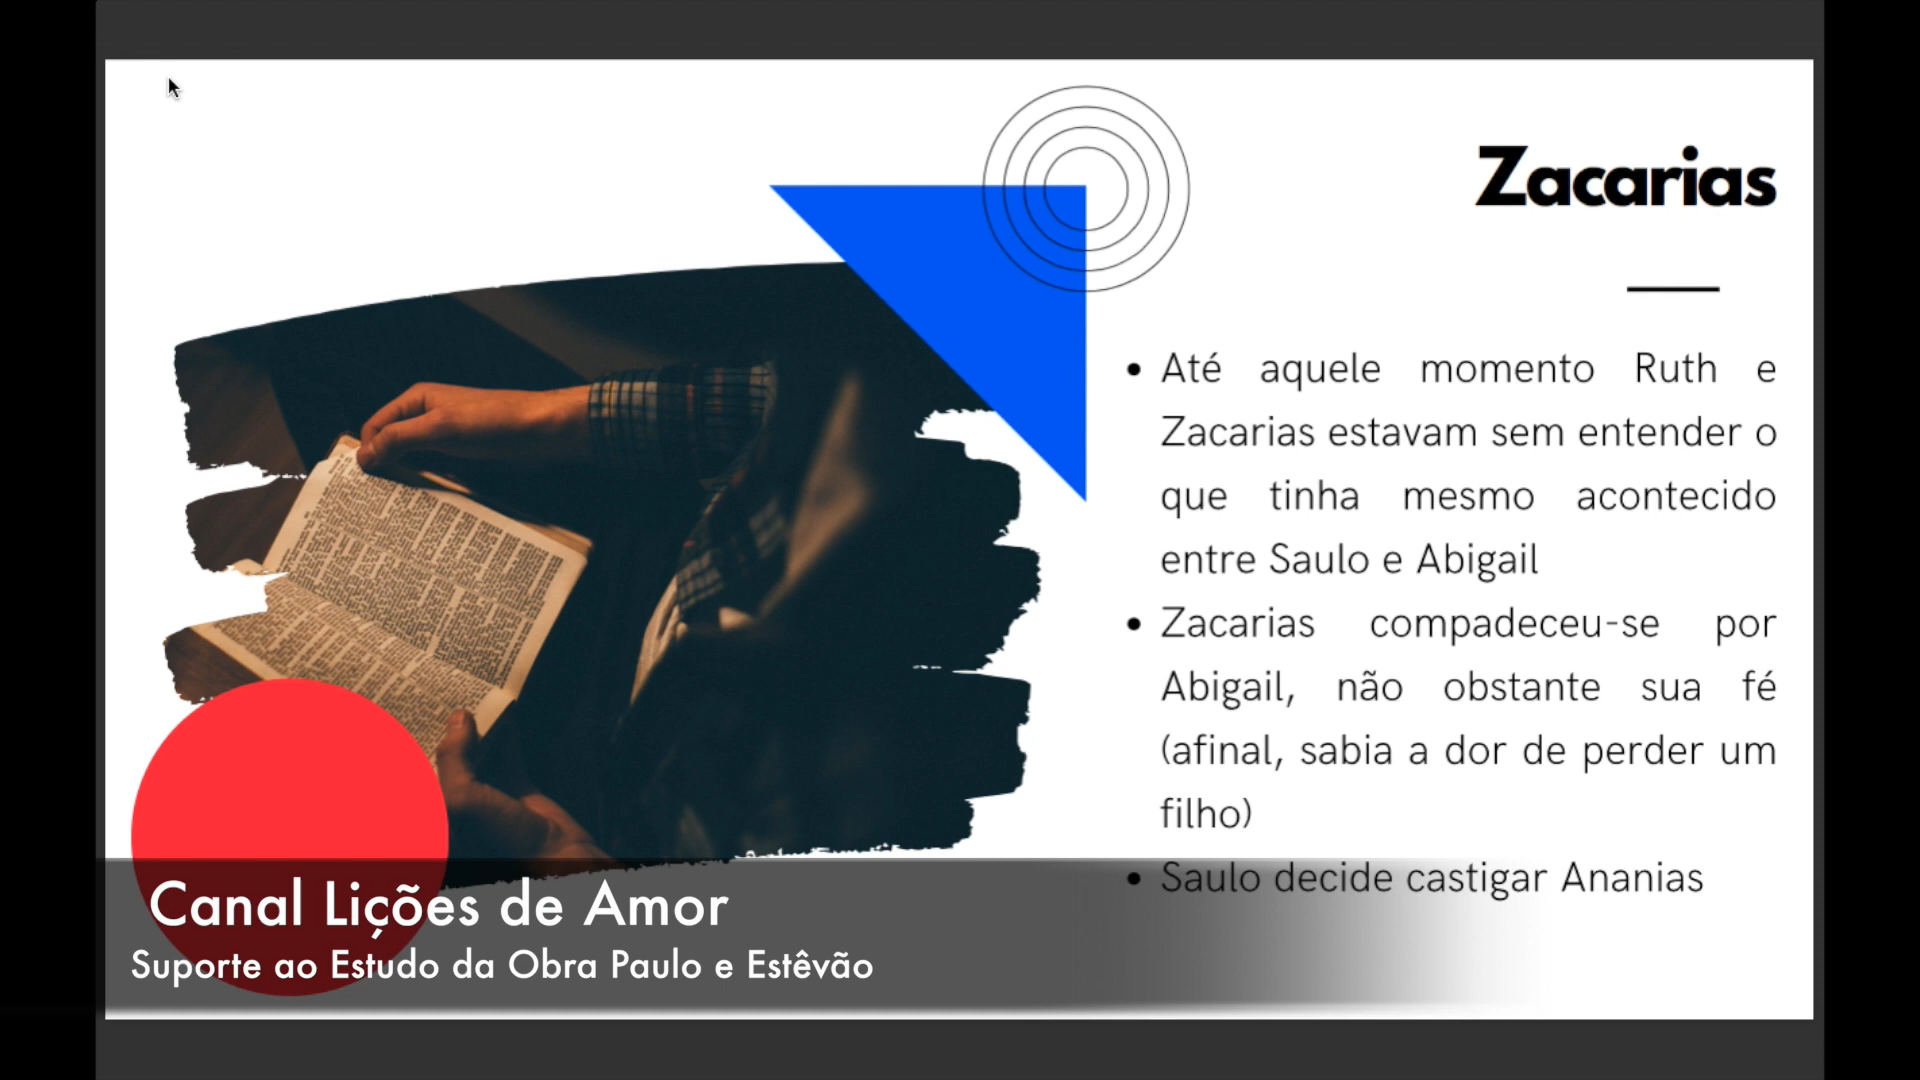 Zacarias
• Até aquele momento Ruth e
Zacarias estavam sem entender o
que tinha mesmo acontecido
entre Saulo e Abigail
• Zacarias compadeceu-se por
Abigail, não obstante sua fé
(afinal, sabia a dor de perder um
filho)
• Saulo decide castigar Ananias
Canal Lições de Amor
Suporte ao Estudo da Obra Paulo e Estêvão